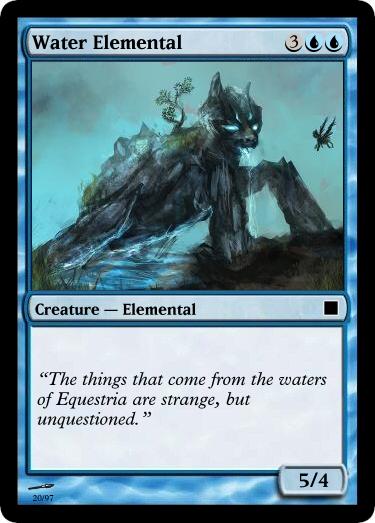 Water Elemental 3
Creature — Elemental
“The things that come from the waters
of Equestria are strange, but
unquestioned.”
5/4
20/97